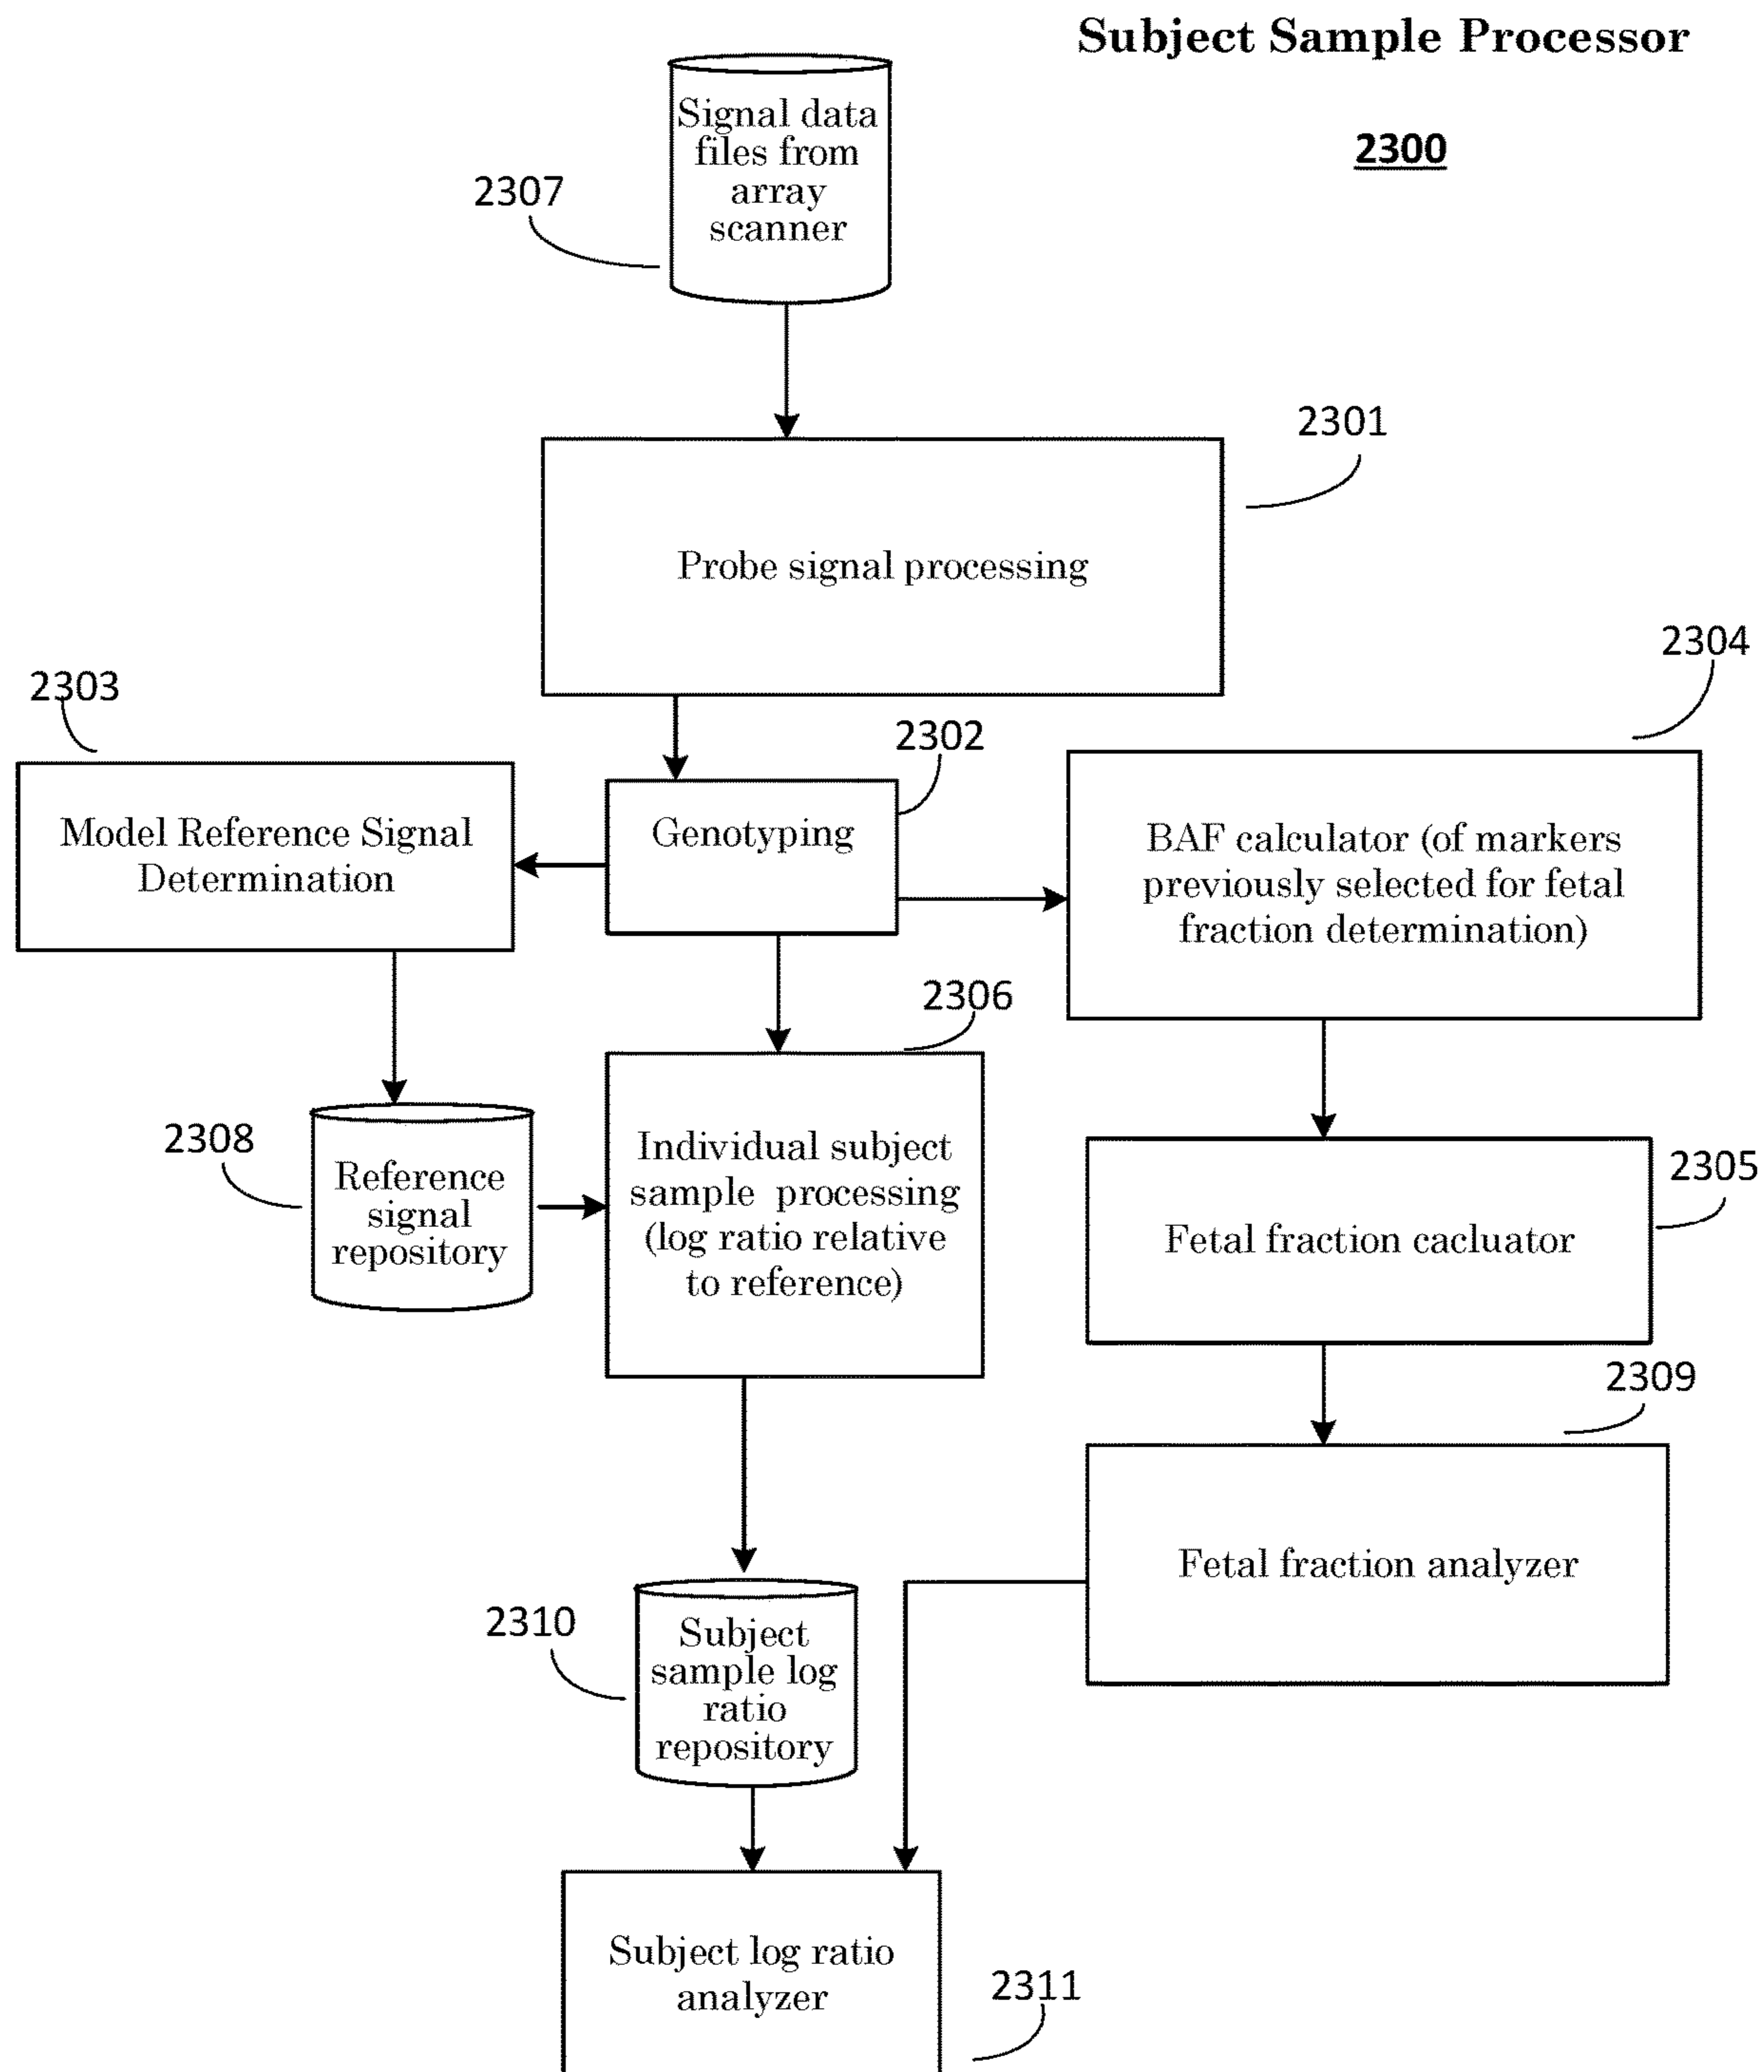 Subject Sample Processor
2300
Signal data
files from
array
scanner
2307
2301
Probe signal processing
2304
2303
2302
Model Reference Signal
Determination
Genotyping
BAF calculator (of markers
previously selected for fetal
fraction determination)
2306
2308
Reference
signal
repository
Individual subject
sample processing
(log ratio relative
to reference)
2305
Fetal fraction cacluator
2309
Fetal fraction analyzer
2310
Subject
sample log
ratio
repository
Subject log ratio
analyzer
2311